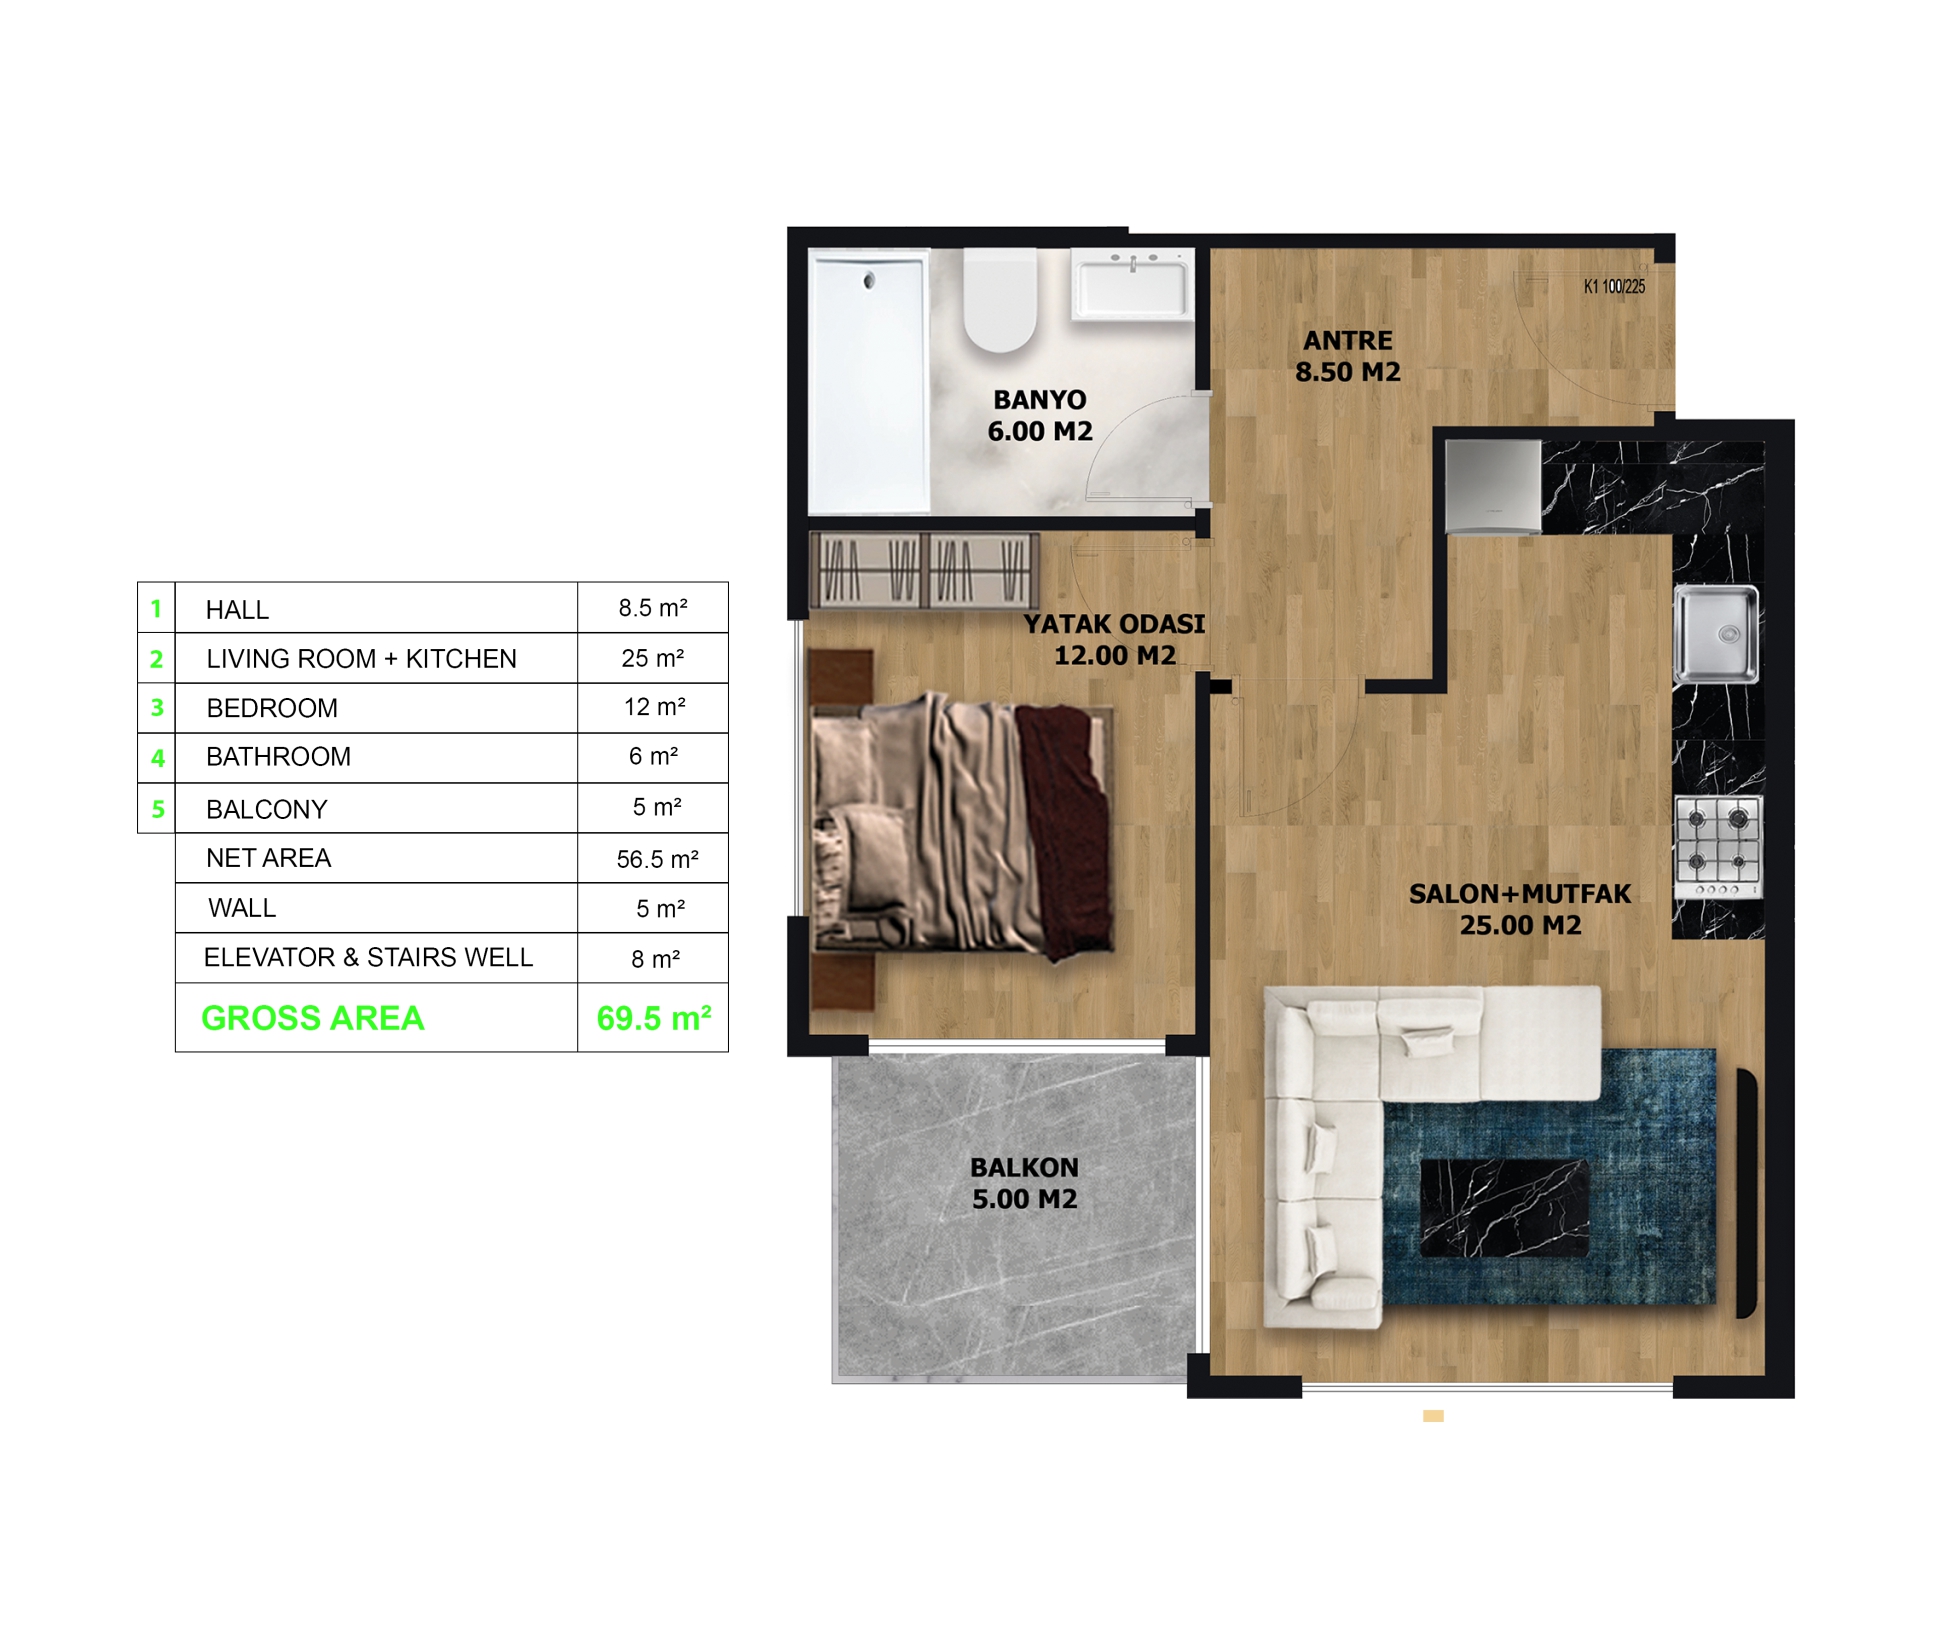 1 HALL 8.5 m²
2 LIVING ROOM + KITCHEN 25 m²
3 BEDROOM 12 m²
4 BATHROOM 6 m²
5 BALCONY 5 m²
NET AREA 56.5 m²
WALL 5 m²
ELEVATOR & STAIRS WELL 8 m²
GROSS AREA 69.5 m²
K1 100/225
ANTRE
8.50 M2
BANYO
6.00 M2
YATAK ODASI
12.00 M2
SALON+MUTFAK
25.00 M2
BALKON
5.00 M2